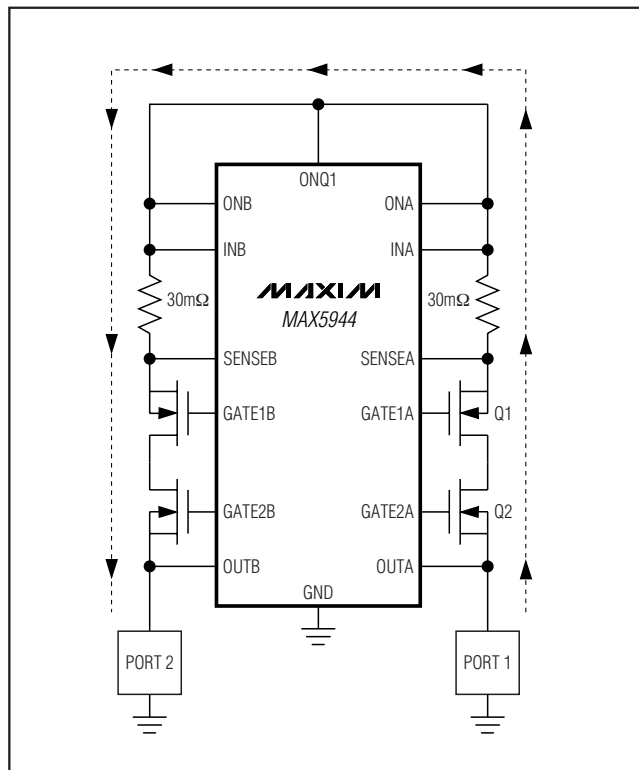 ONQ1
ONB
ONA
INB
INA
30mΩ
MAXIM
30mΩ
MAX5944
SENSEB
SENSEA
GATE1B
GATE1A
Q1
GATE2B
GATE2A
Q2
OUTB
OUTA
GND
PORT 2
PORT 1